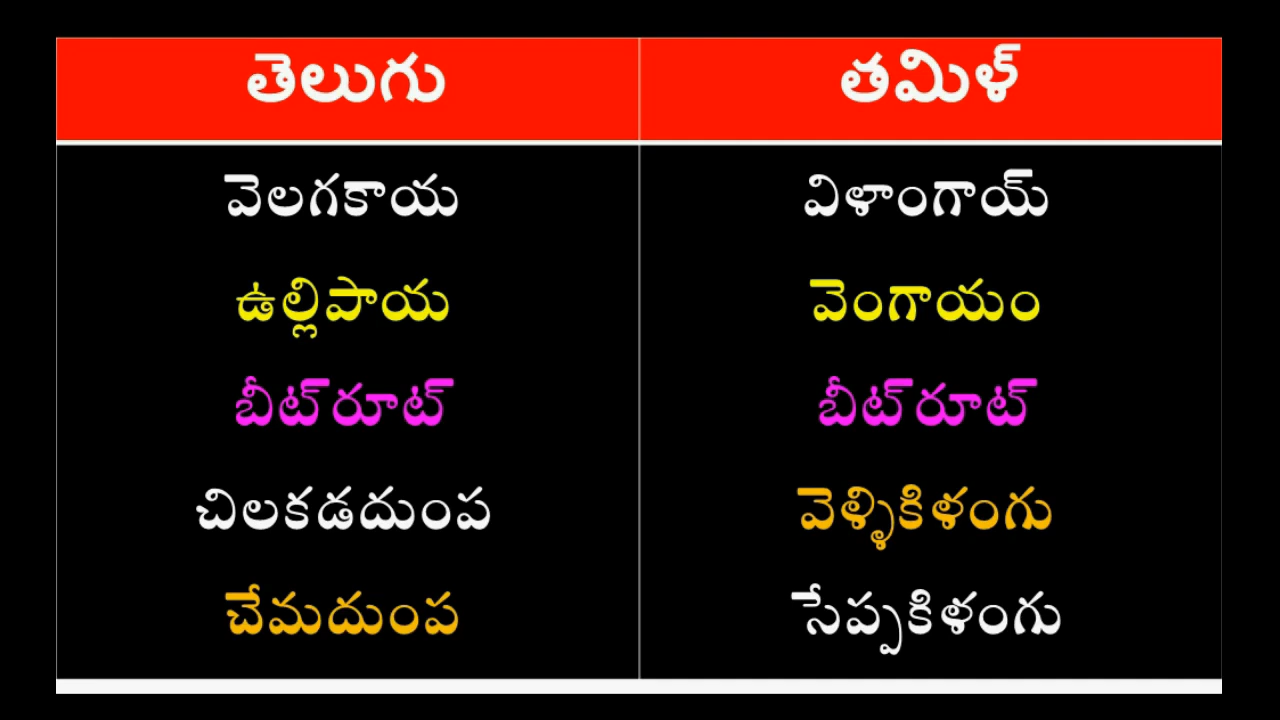 తెలుగు తమిళ్
వెలగకాయ విళాంగాయ్
ఉల్లిపాయ వెంగాయం
బీట్‌రూట్ బీట్‌రూట్
చిలకడదుంప వెళ్ళికిళంగు
చేమదుంప సేప్పకిళంగు